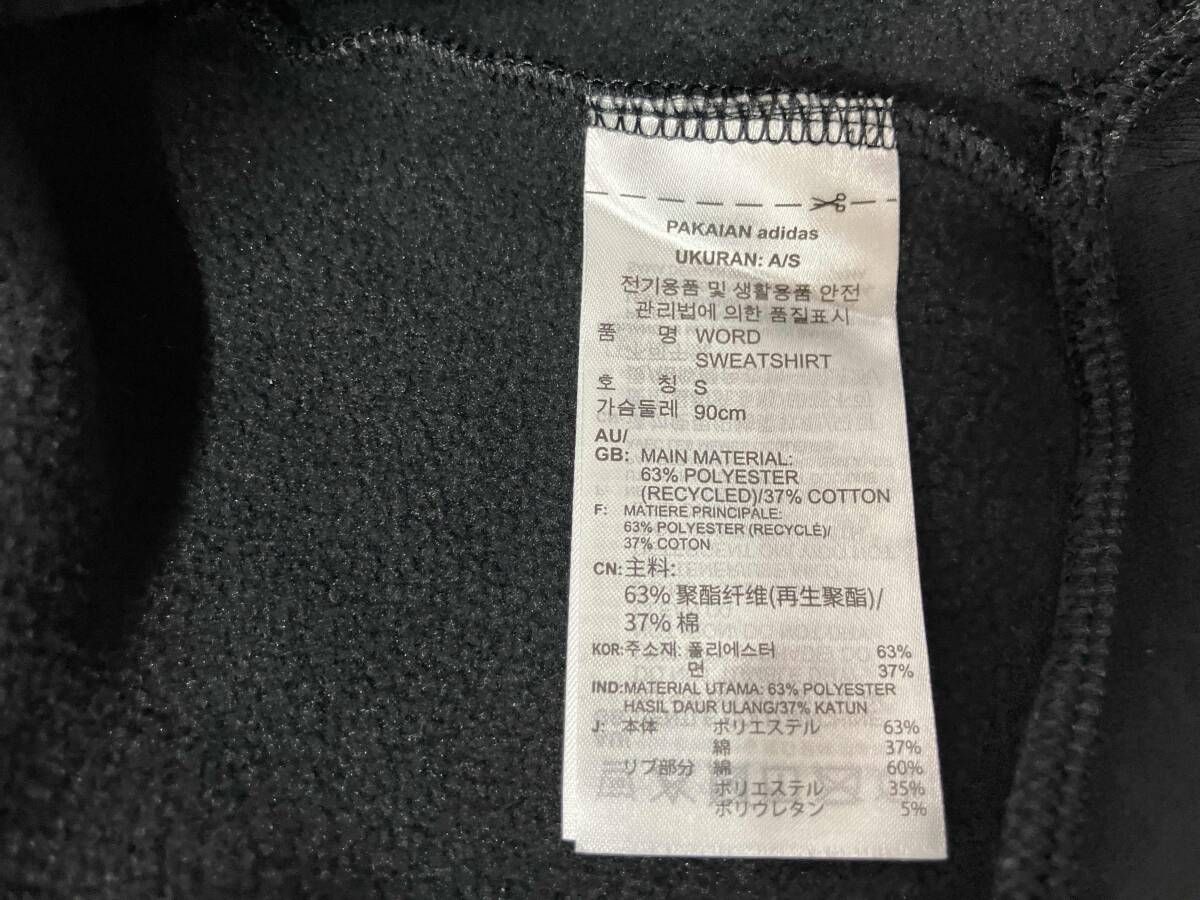 PAKAIAN adidas
UKURAN: A/S
전기용품 및 생활용품 안전
관리법에 의한 품질표시
품 명 WORD
SWEATSHIRT
호 칭 S
가슴둘레 90cm
AU/
GB: MAIN MATERIAL:
63% POLYESTER
(RECYCLED)/37% COTTON
F: MATIERE PRINCIPALE:
63% POLYESTER (RECYCLÉ)/
37% COTON
CN:主料:
63% 聚酯纤维(再生聚酯)/
37% 棉
KOR:주소재: 폴리에스터 63%
면 37%
IND:MATERIAL UTAMA: 63% POLYESTER
HASIL DAUR ULANG/37% KATUN
J: 本体 ポリエステル 63%
綿 37%
リブ部分 綿 60%
ポリエステル 35%
ポリウレタン 5%